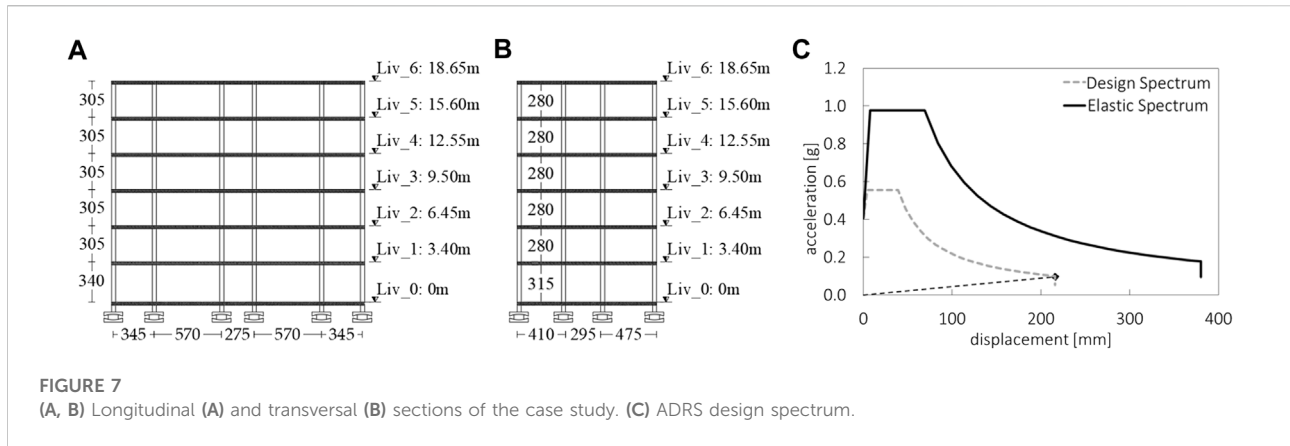 A
Liv_6: 18.65m
305
Liv_5: 15.60m
305
Liv_4: 12.55m
305
Liv_3: 9.50m
305
Liv_2: 6.45m
305
Liv_1: 3.40m
340
Liv_0: 0m
345 570 275 570 345
B
Liv_6: 18.65m
280
Liv_5: 15.60m
280
Liv_4: 12.55m
280
Liv_3: 9.50m
280
Liv_2: 6.45m
280
Liv_1: 3.40m
315
Liv_0: 0m
410 295 475
C
1.2
1.0
0.8
0.6
0.4
0.2
0.0
acceleration [g]
Design Spectrum
Elastic Spectrum
0 100 200 300 400
displacement [mm]
FIGURE 7
(A, B) Longitudinal (A) and transversal (B) sections of the case study. (C) ADRS design spectrum.